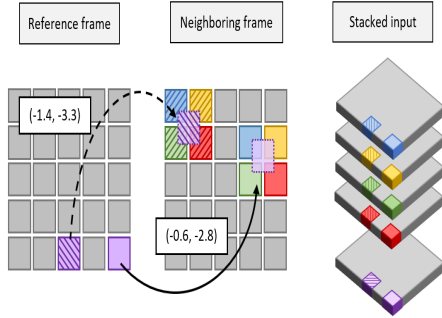 Reference frame
Neighboring frame
Stacked input
(-1.4, -3.3)
(-0.6, -2.8)